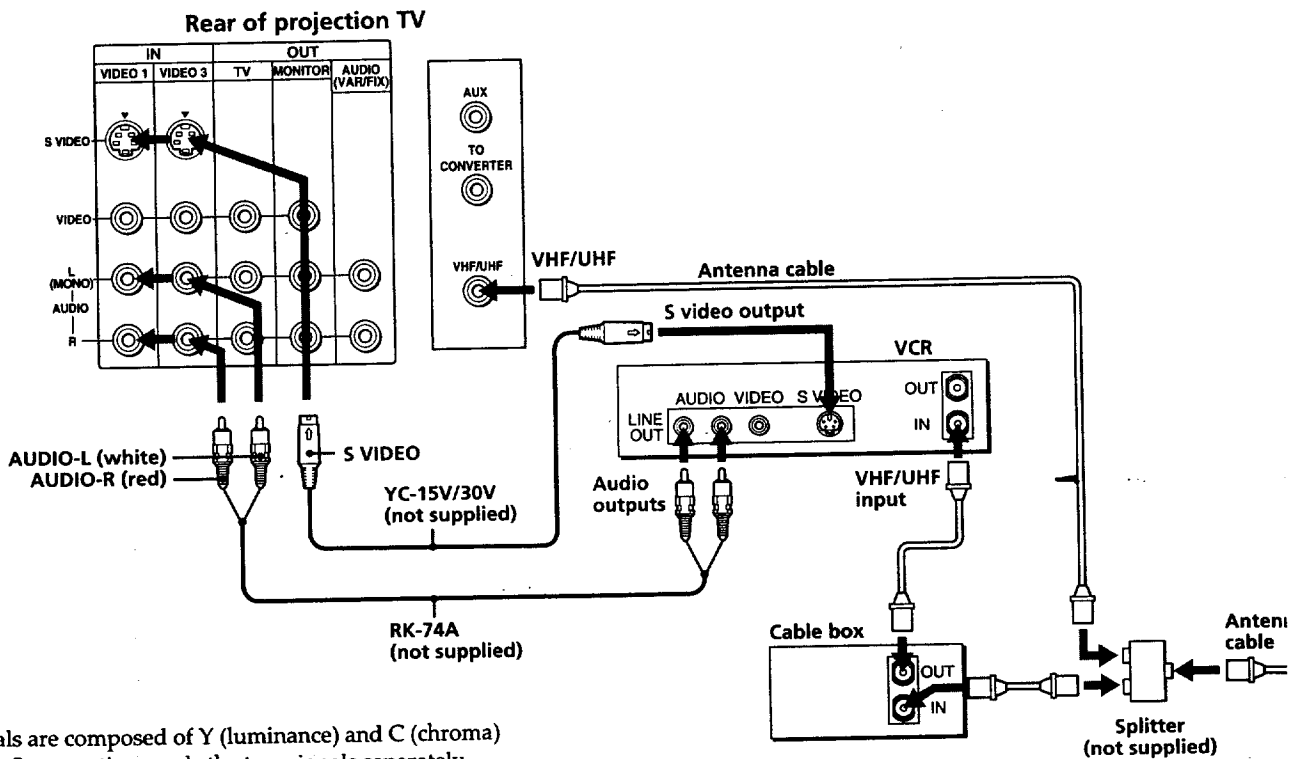 Rear of projection TV
IN
OUT
VIDEO 1
VIDEO 3
TV
MONITOR
AUDIO
(VAR/FIX)
S VIDEO
VIDEO
L
(MONO)
AUDIO
R
AUX
TO
CONVERTER
VHF/UHF
VHF/UHF
Antenna cable
S video output
VCR
AUDIO VIDEO S VIDEO
LINE
OUT
OUT
IN
AUDIO-L (white)
AUDIO-R (red)
S VIDEO
YC-15V/30V
(not supplied)
Audio
outputs
VHF/UHF
input
RK-74A
(not supplied)
Cable box
OUT
IN
cable
Splitter
(not supplied)
als are composed of Y (luminance) and C (chroma)